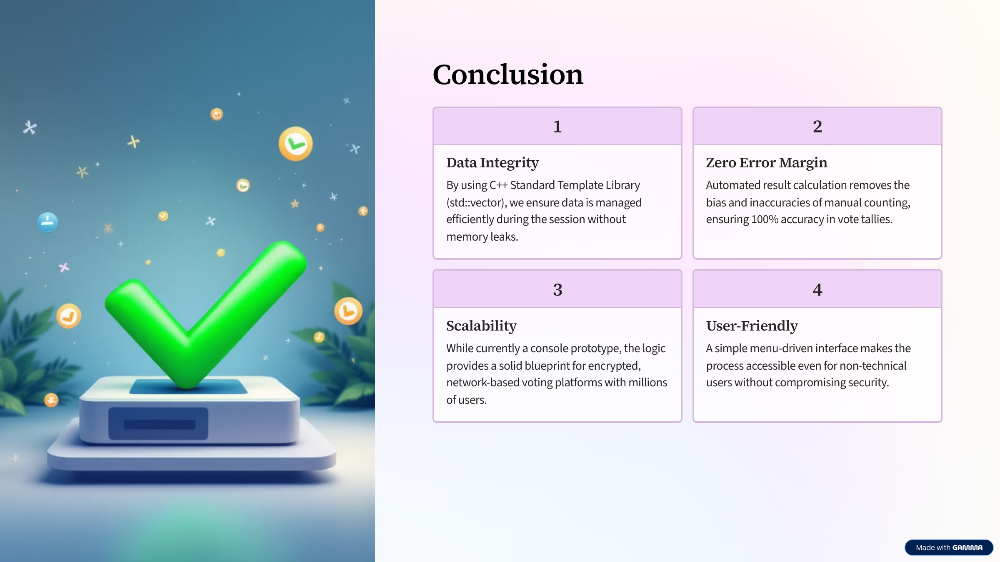 Conclusion
1
Data Integrity
By using C++ Standard Template Library
(std::vector), we ensure data is managed
efficiently during the session without
memory leaks.
2
Zero Error Margin
Automated result calculation removes the
bias and inaccuracies of manual counting,
ensuring 100% accuracy in vote tallies.
3
Scalability
While currently a console prototype, the logic
provides a solid blueprint for encrypted,
network-based voting platforms with millions
of users.
4
User-Friendly
A simple menu-driven interface makes the
process accessible even for non-technical
users without compromising security.
Made with GAMMA